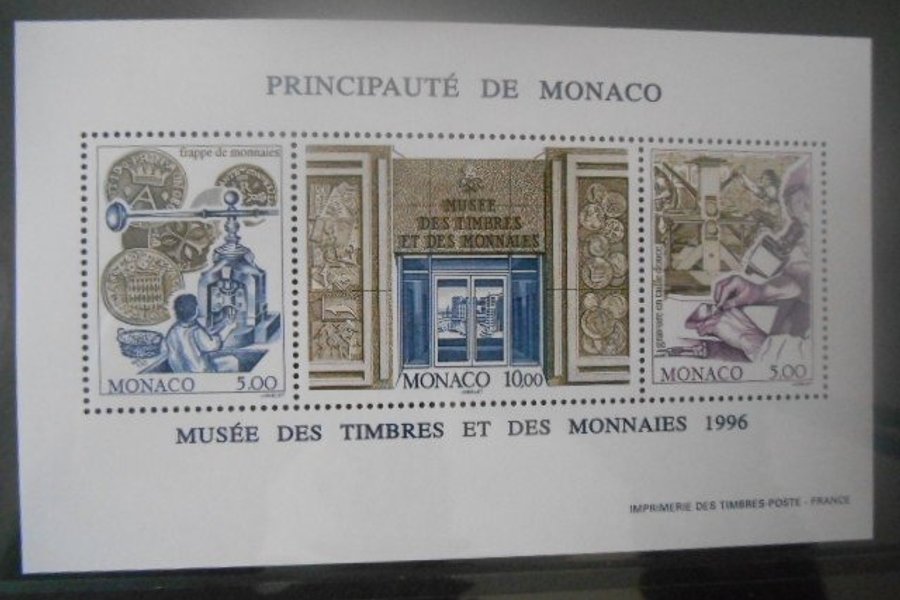 PRINCIPAUTÉ DE MONACO
frappe de monnaies
MONACO 5,00
MUSÉE
DES TIMBRES
ET DES MONNAIES
MONACO 10,00
MONACO 5,00
MUSÉE DES TIMBRES ET DES MONNAIES 1996
IMPRIMERIE DES TIMBRES-POSTE - FRANCE